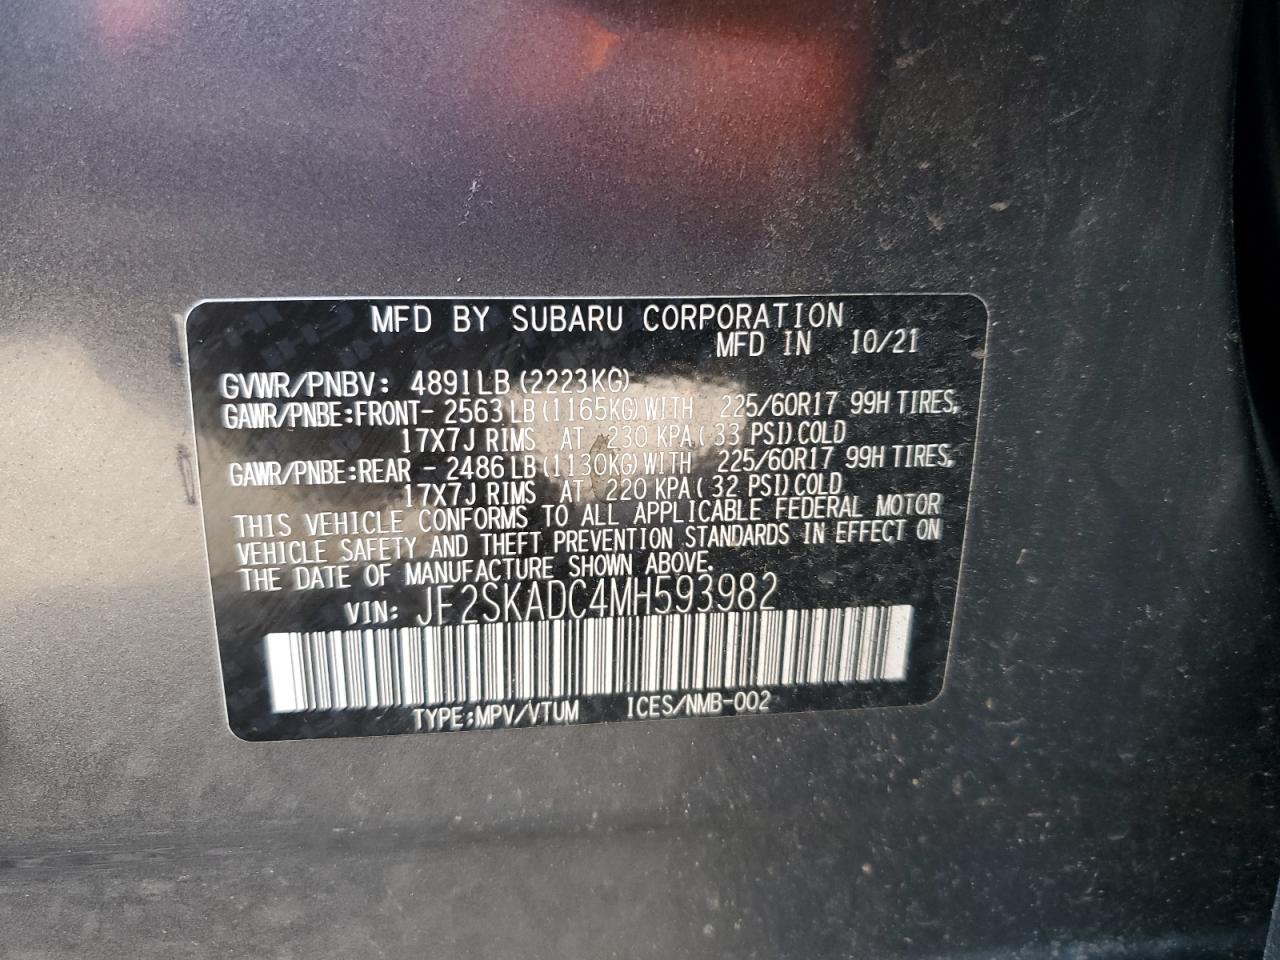 MFD BY SUBARU CORPORATION
MFD IN 10/21
GVWR/PNBV: 4891LB (2223KG)
GAWR/PNBE:FRONT- 2563LB(1165KG)WITH 225/60R17 99H TIRES,
17X7J RIMS AT 230 KPA( 33 PSI)COLD
GAWR/PNBE:REAR - 2486LB(1130KG)WITH 225/60R17 99H TIRES,
17X7J RIMS AT 220 KPA( 32 PSI)COLD
THIS VEHICLE CONFORMS TO ALL APPLICABLE FEDERAL MOTOR
VEHICLE SAFETY AND THEFT PREVENTION STANDARDS IN EFFECT ON
THE DATE OF MANUFACTURE SHOWN ABOVE.
VIN: JF2SKADC4MH593982
TYPE:MPV/VTUM ICES/NMB-002